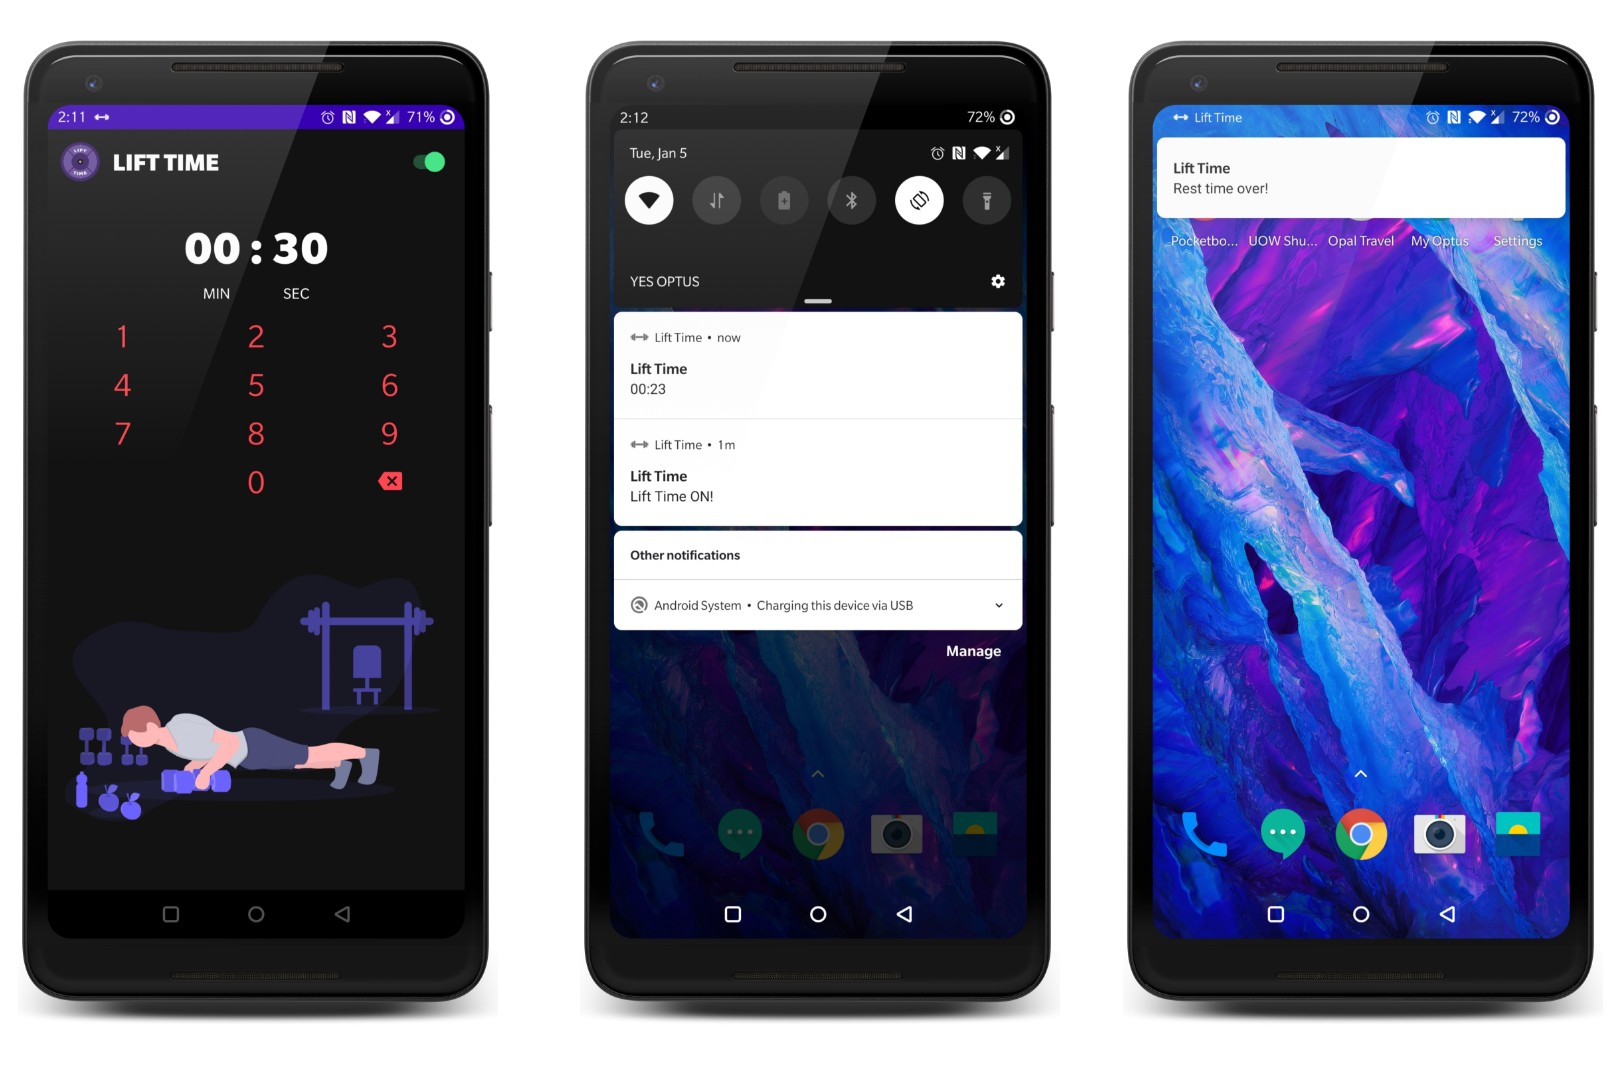 2:11 71%
LIFT TIME
LIFT TIME
00 : 30
MIN SEC
1 2 3
4 5 6
7 8 9
0
2:12 72%
Tue, Jan 5
YES OPTUS
Lift Time • now
Lift Time
00:23
Lift Time • 1m
Lift Time
Lift Time ON!
Other notifications
Android System • Charging this device via USB
Manage
Lift Time 72%
Lift Time
Rest time over!
Pocketbo... UOW Shu... Opal Travel My Optus Settings